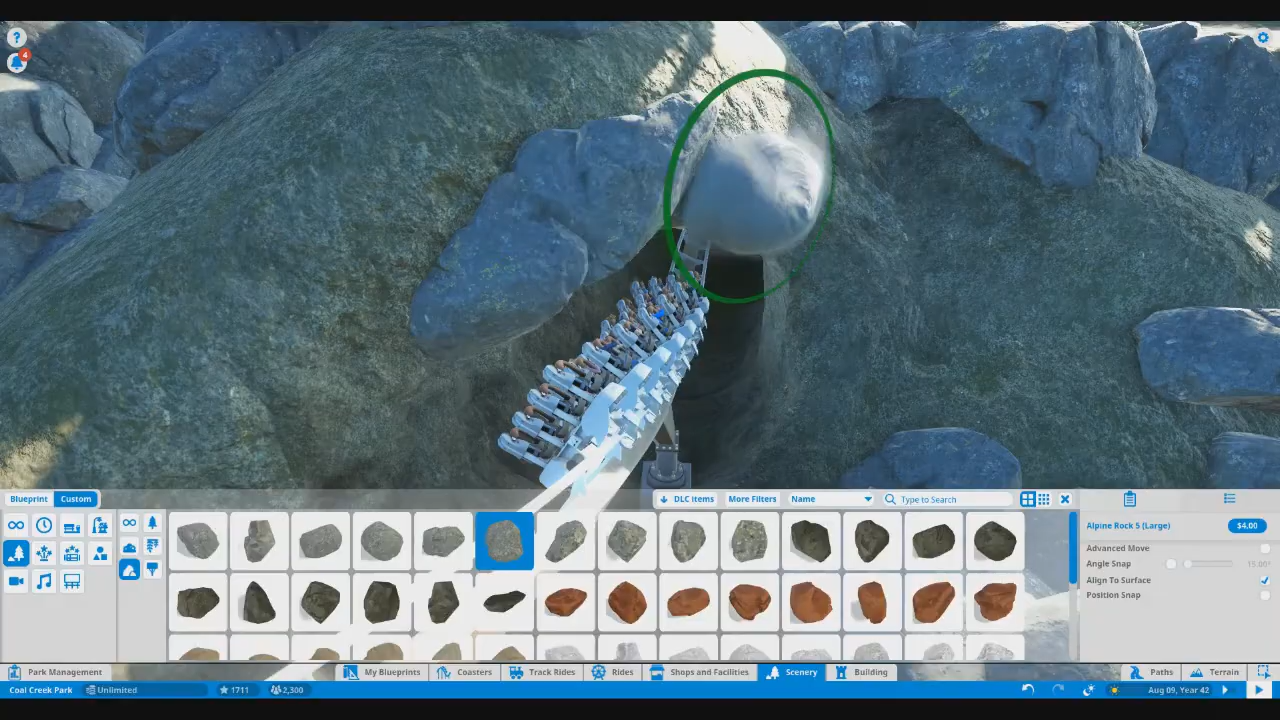 ?
4
Blueprint
Custom
DLC items
More Filters
Name
Type to Search
Alpine Rock 5 (Large)
$4.00
Advanced Move
Angle Snap
15.00°
Align To Surface
Position Snap
Park Management
My Blueprints
Coasters
Track Rides
Rides
Shops and Facilities
Scenery
Building
Paths
Terrain
Coal Creek Park
Unlimited
1711
2,300
Aug 09, Year 42